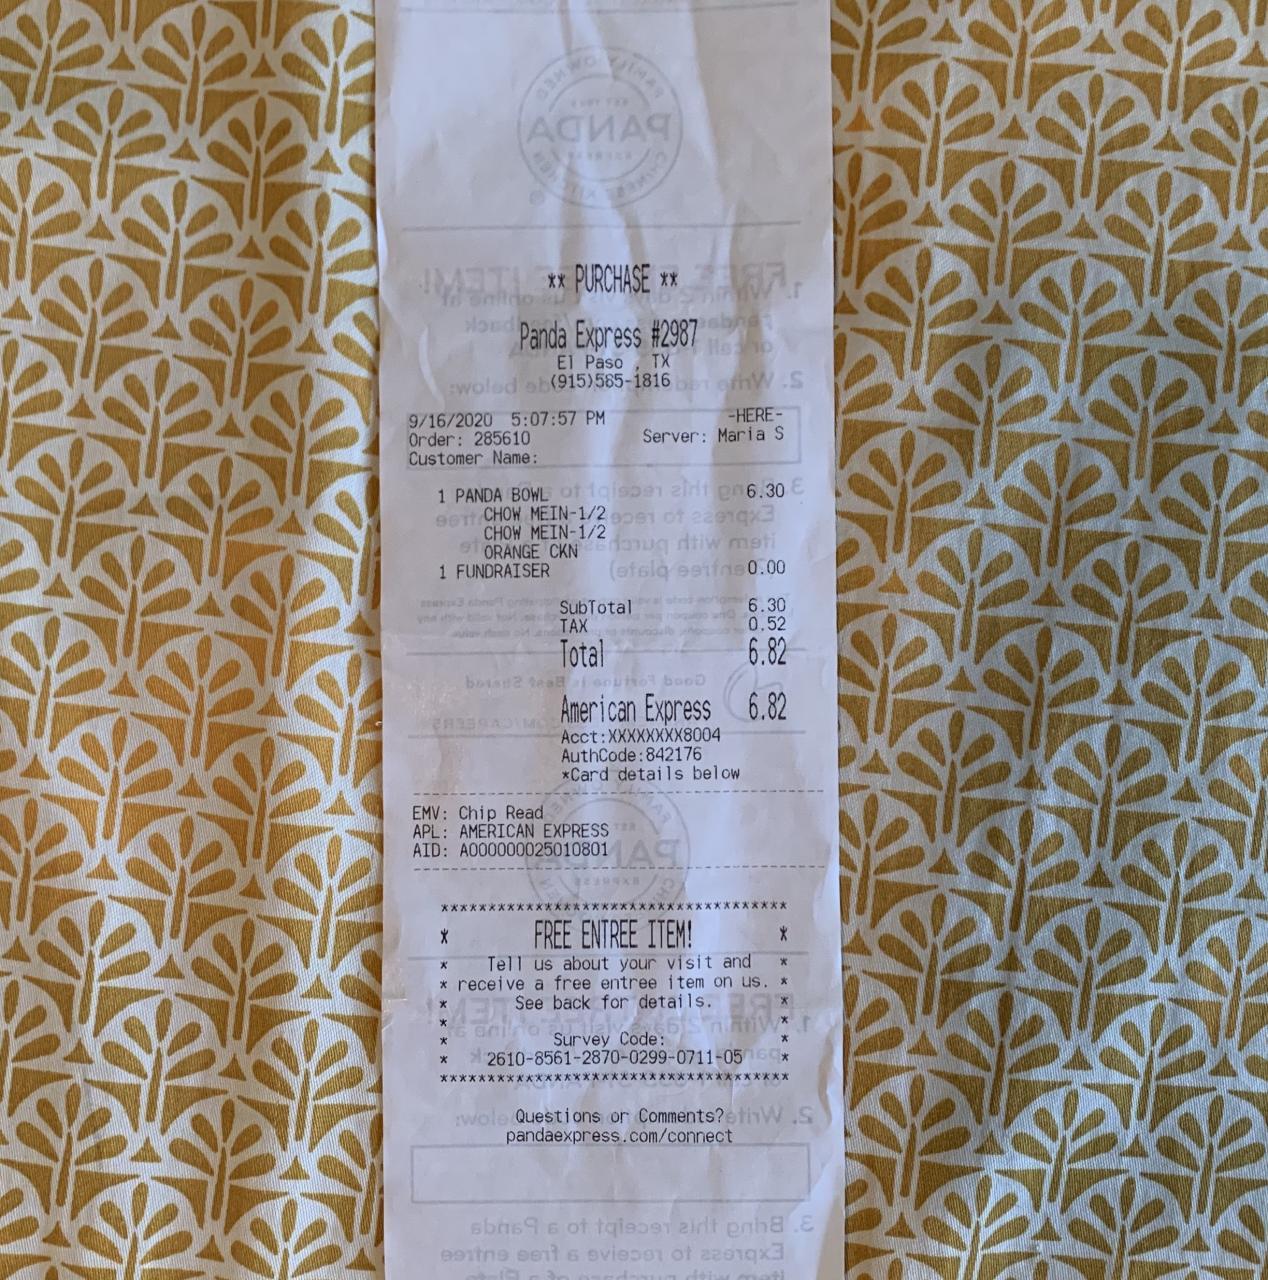 ** PURCHASE **
Panda Express #2987
El Paso , TX
(915)585-1816
9/16/2020 5:07:57 PM -HERE-
Order: 285610 Server: Maria S
Customer Name:
1 PANDA BOWL 6.30
CHOW MEIN-1/2
CHOW MEIN-1/2
ORANGE CKN
1 FUNDRAISER 0.00
SubTotal 6.30
TAX 0.52
Total 6.82
American Express 6.82
Acct:XXXXXXXX8004
AuthCode:842176
*Card details below
EMV: Chip Read
APL: AMERICAN EXPRESS
AID: A000000025010801
***************************************
* FREE ENTREE ITEM! *
* Tell us about your visit and *
* receive a free entree item on us. *
* See back for details. *
* *
* Survey Code: *
* 2610-8561-2870-0299-0711-05 *
***************************************
Questions or Comments?
pandaexpress.com/connect